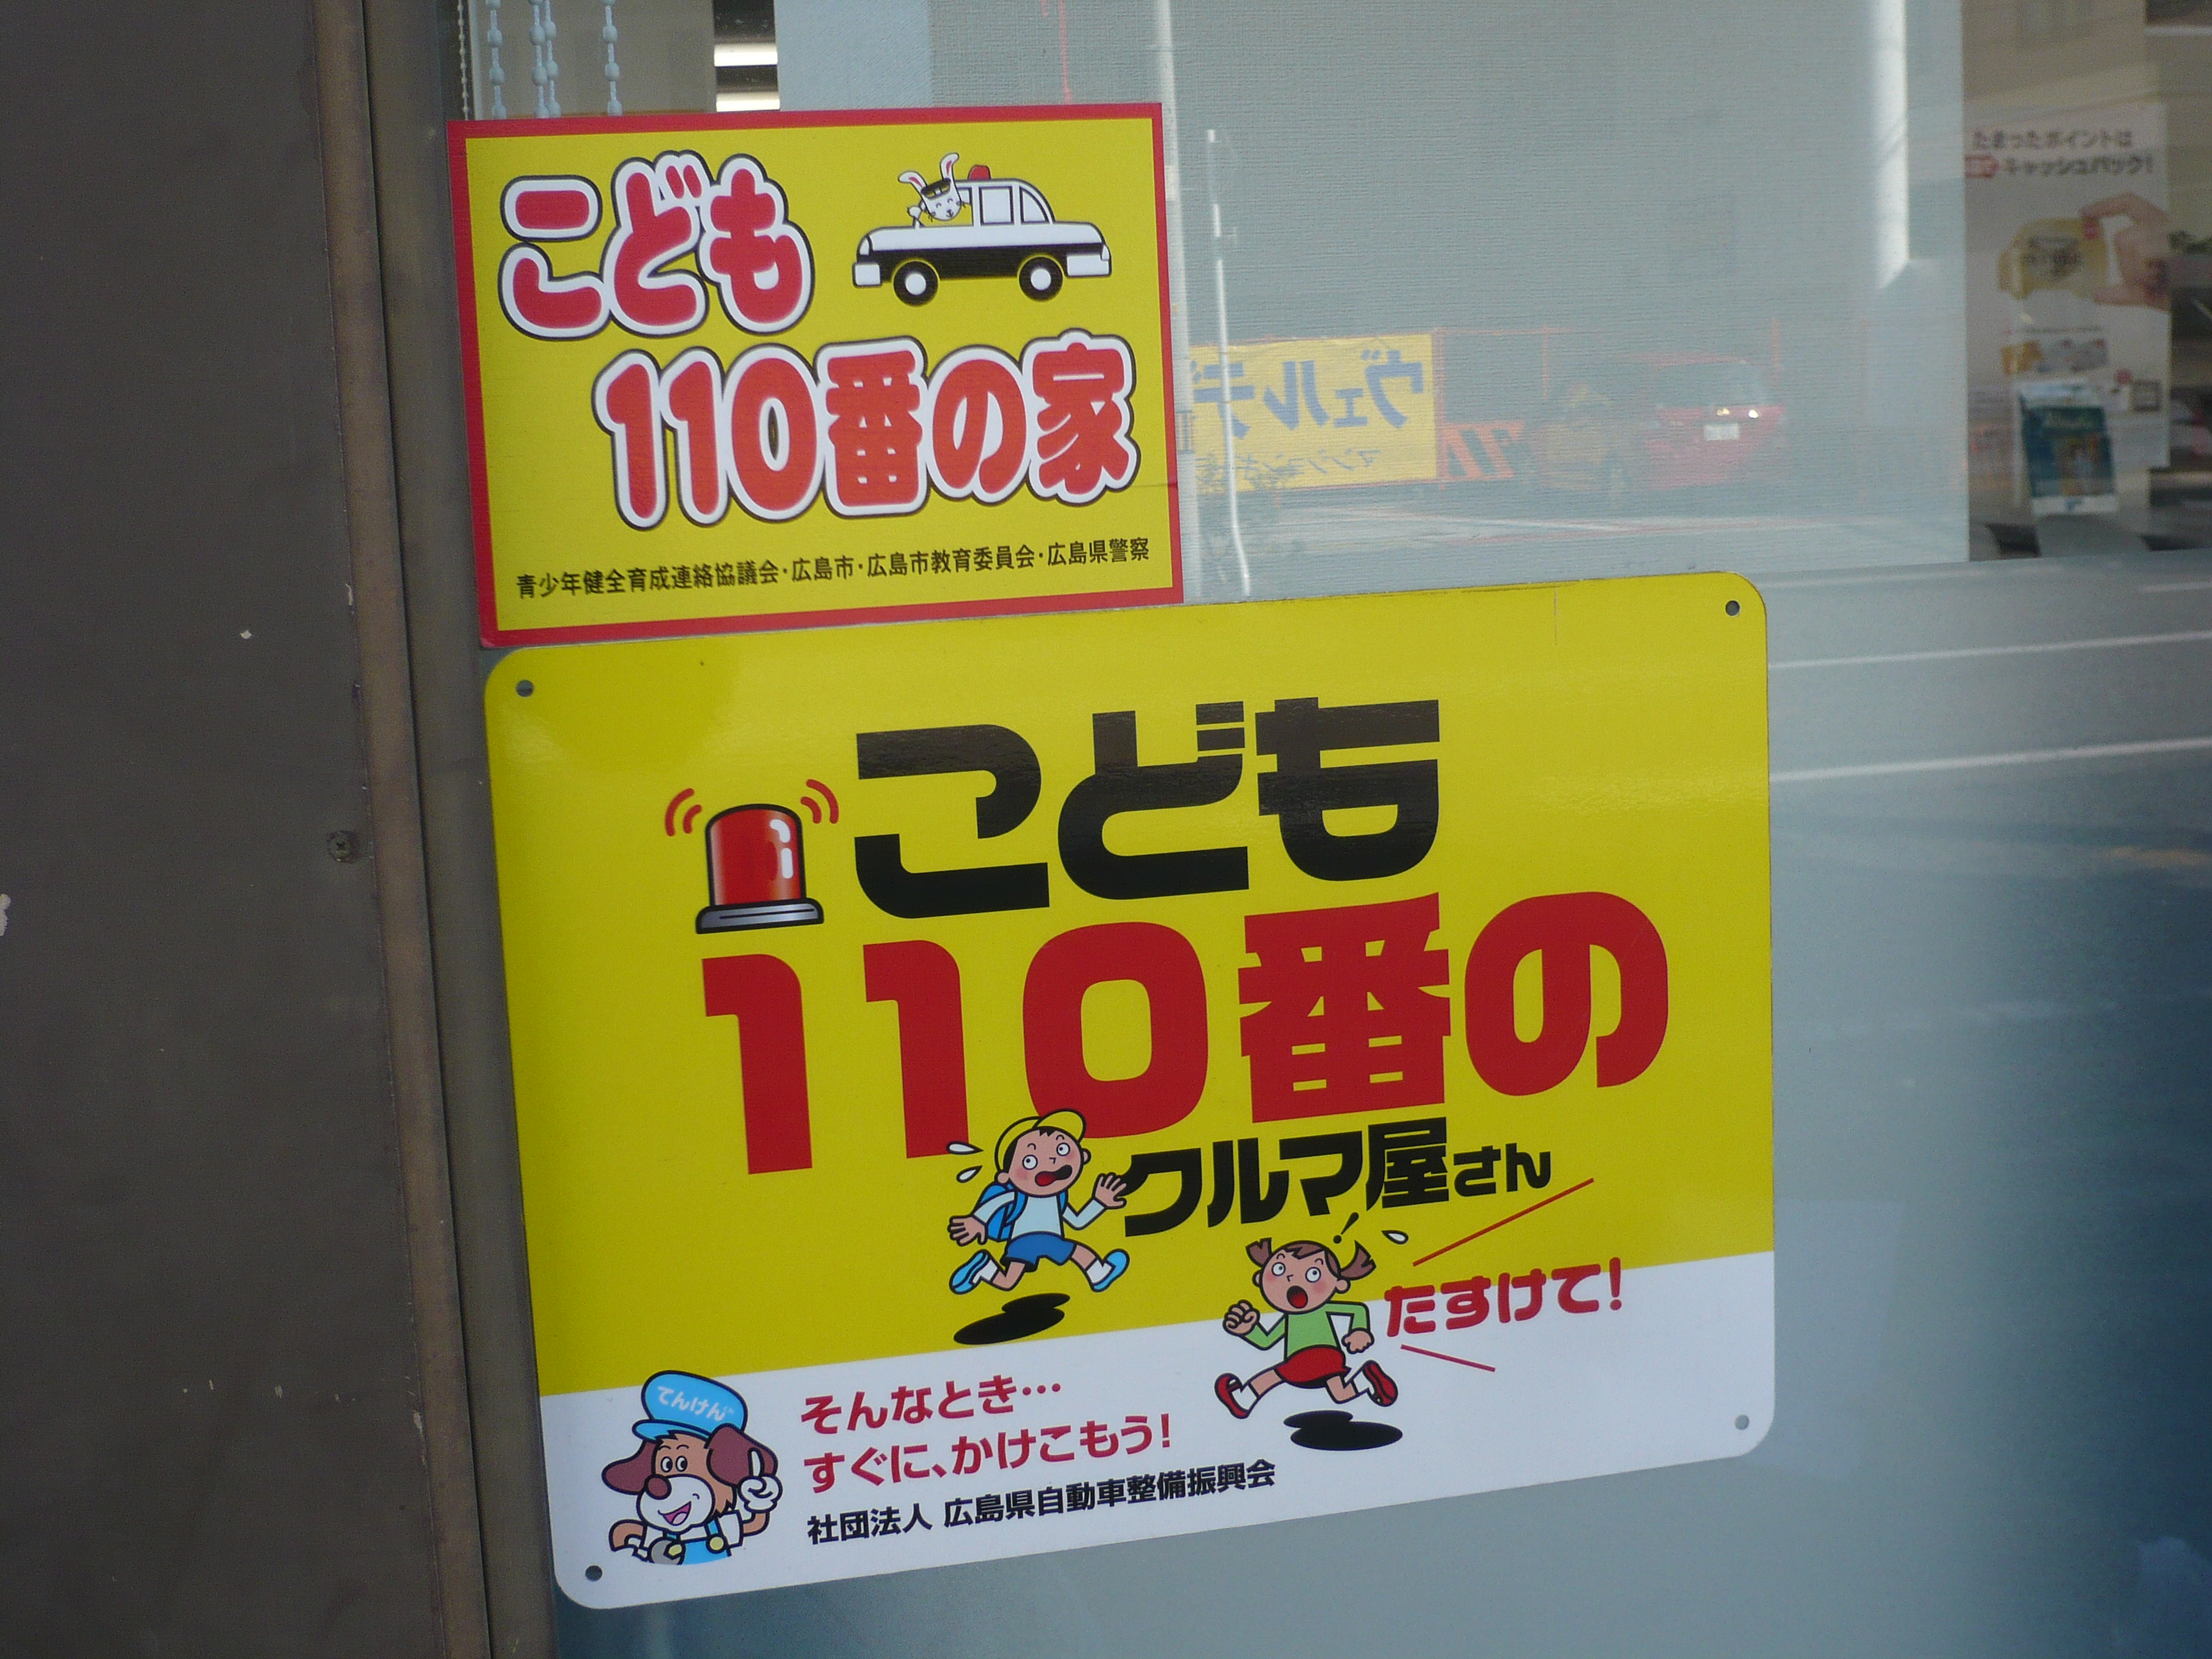 こども
110番の家
青少年健全育成連絡協議会・広島市・広島市教育委員会・広島県警察
たまったポイントは
キャッシュバック!
ヴェルデ
こども
110番の
クルマ屋さん
たすけて!
てんけん
そんなとき…
すぐに、かけこもう!
社団法人 広島県自動車整備振興会